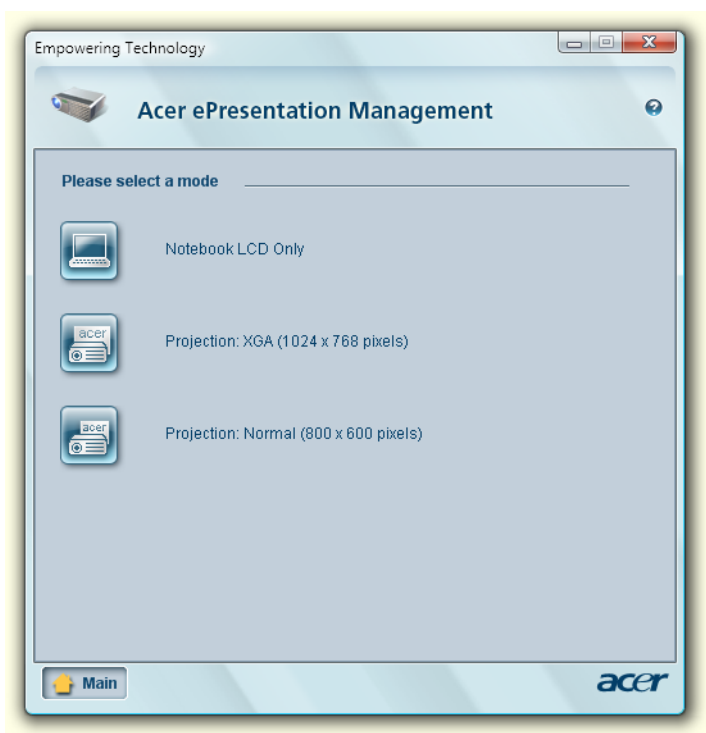 Empowering Technology
Acer ePresentation Management
Please select a mode
Notebook LCD Only
acer
Projection: XGA (1024 x 768 pixels)
acer
Projection: Normal (800 x 600 pixels)
Main
acer